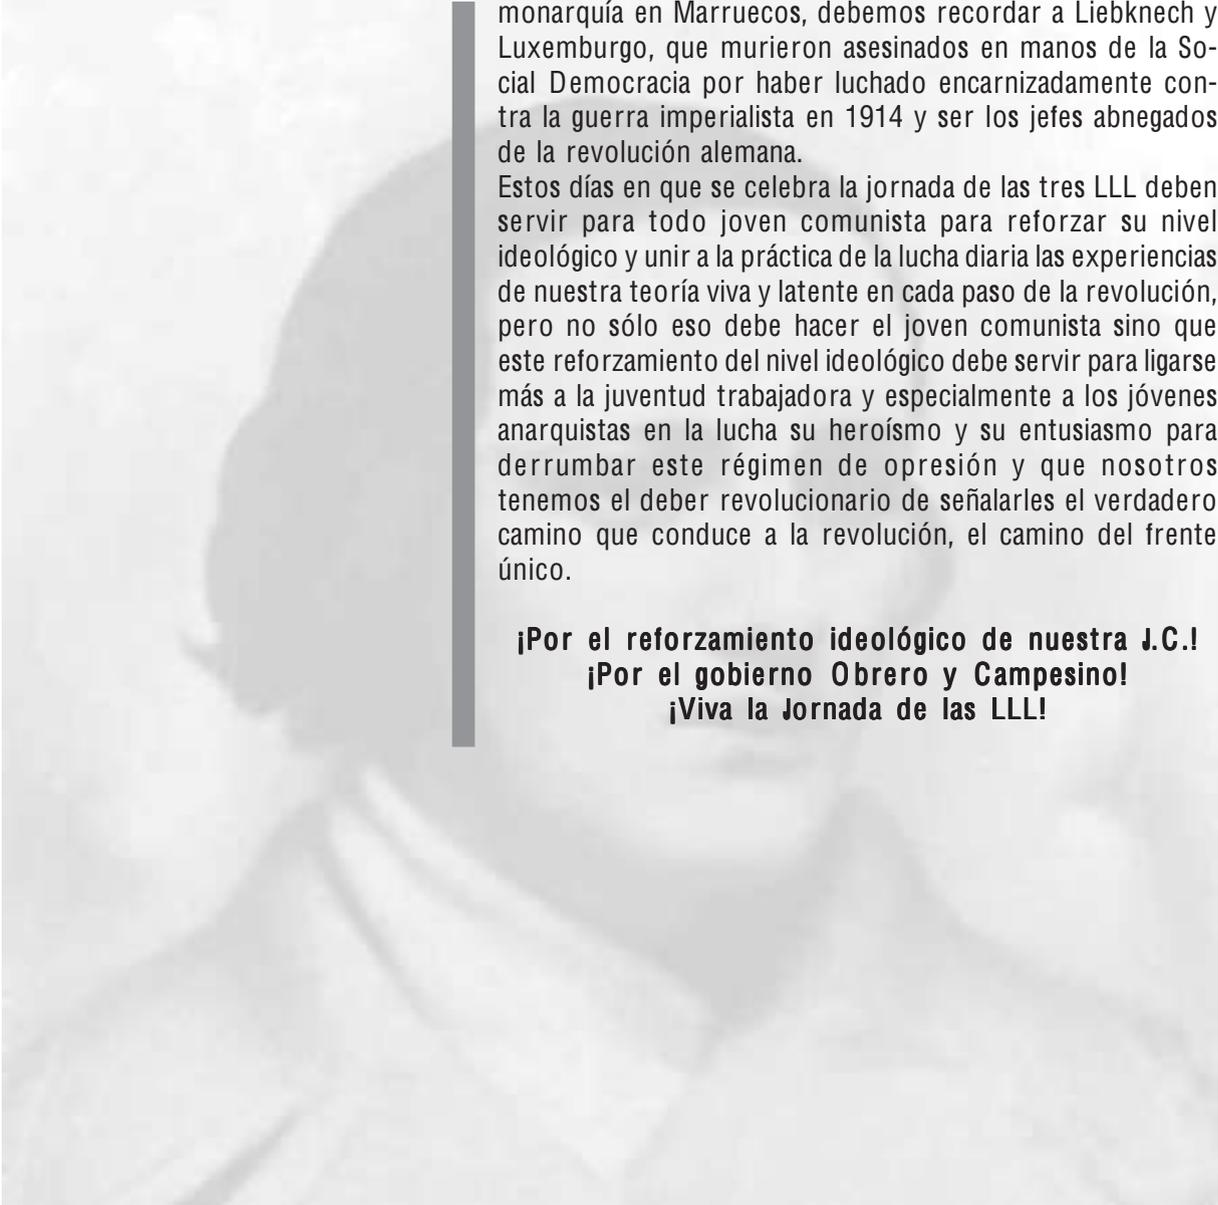 monarquía en Marruecos, debemos recordar a Liebknech y
Luxemburgo, que murieron asesinados en manos de la So-
cial Democracia por haber luchado encarnizadamente con-
tra la guerra imperialista en 1914 y ser los jefes abnegados
de la revolución alemana.
Estos días en que se celebra la jornada de las tres LLL deben
servir para todo joven comunista para reforzar su nivel
ideológico y unir a la práctica de la lucha diaria las experiencias
de nuestra teoría viva y latente en cada paso de la revolución,
pero no sólo eso debe hacer el joven comunista sino que
este reforzamiento del nivel ideológico debe servir para ligarse
más a la juventud trabajadora y especialmente a los jóvenes
anarquistas en la lucha su heroísmo y su entusiasmo para
derrumbar este régimen de opresión y que nosotros
tenemos el deber revolucionario de señalarles el verdadero
camino que conduce a la revolución, el camino del frente
único.
¡Por el reforzamiento ideológico de nuestra J.C.!
¡Por el gobierno Obrero y Campesino!
¡Viva la Jornada de las LLL!